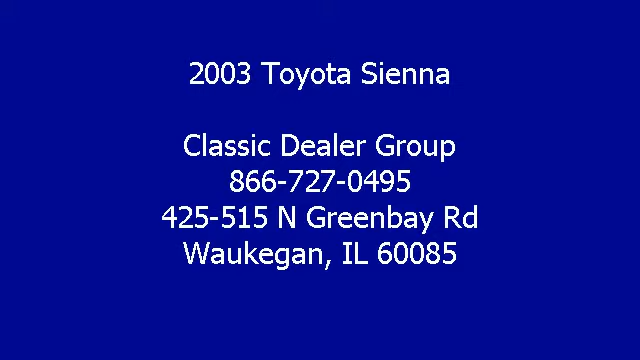 2003 Toyota Sienna
Classic Dealer Group
866-727-0495
425-515 N Greenbay Rd
Waukegan, IL 60085